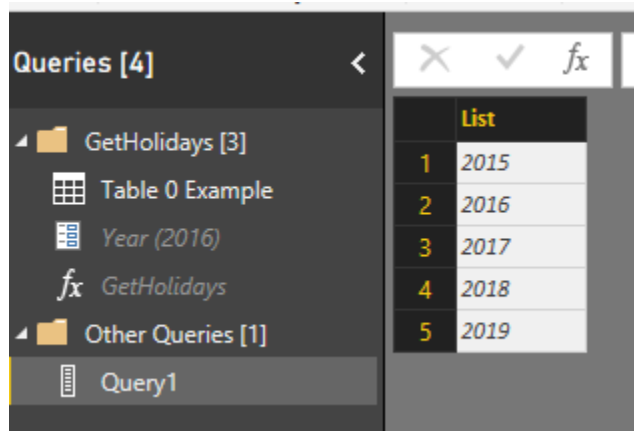 Queries [4]
fx
GetHolidays [3]
Table 0 Example
Year (2016)
fx GetHolidays
Other Queries [1]
Query1
List
1 2015
2 2016
3 2017
4 2018
5 2019